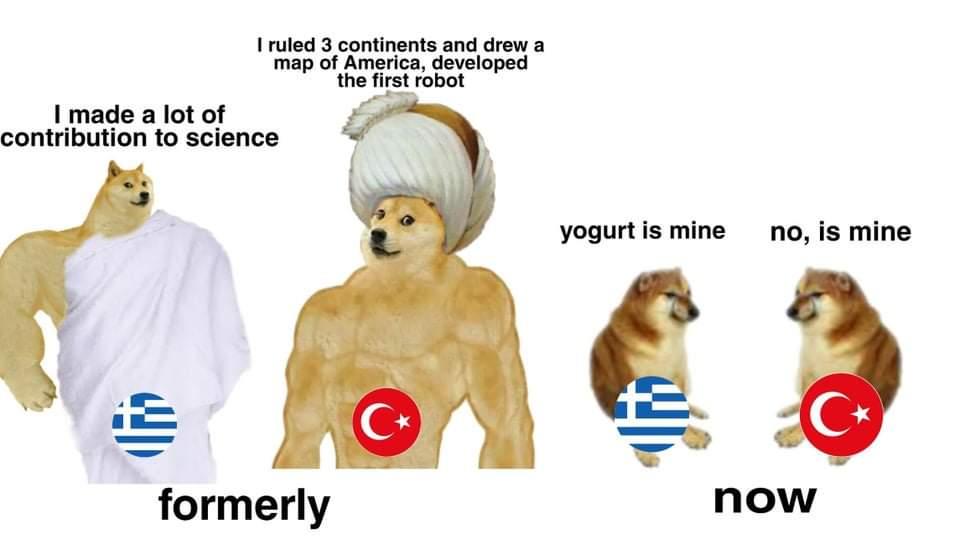 I made a lot of
contribution to science
I ruled 3 continents and drew a
map of America, developed
the first robot
yogurt is mine
no, is mine
formerly
now